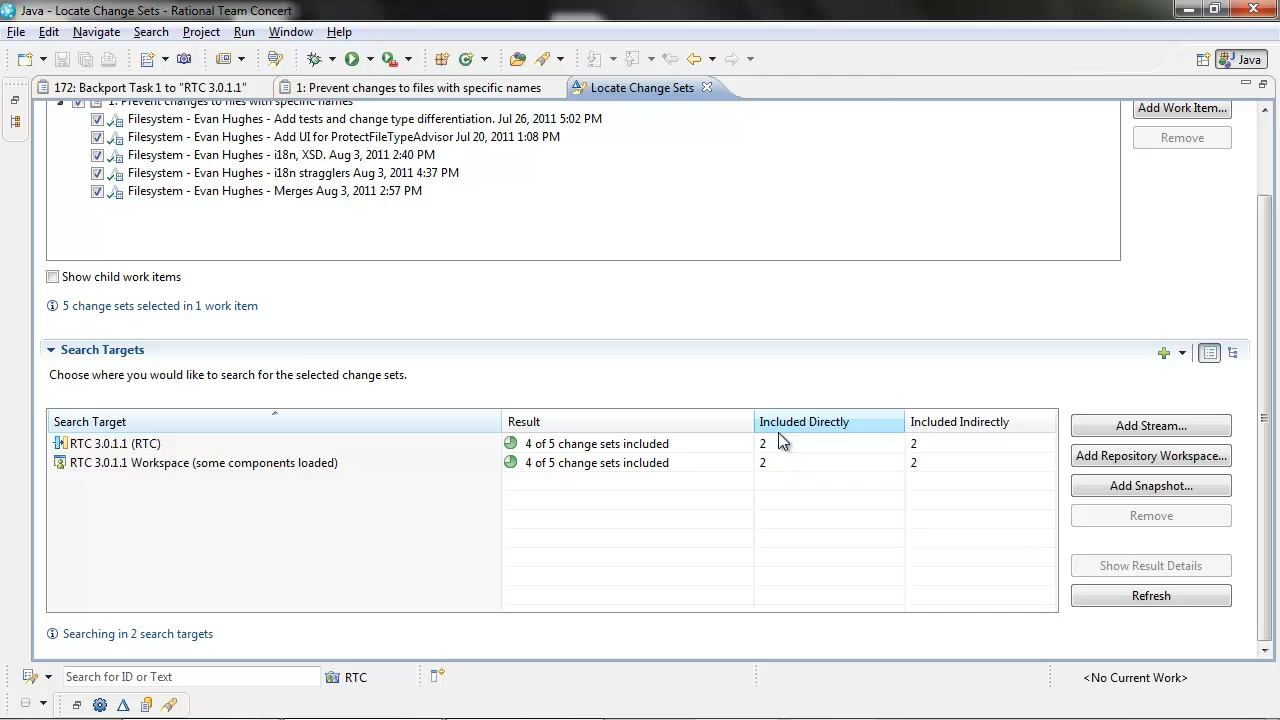 Java - Locate Change Sets - Rational Team Concert
File Edit Navigate Search Project Run Window Help
Java
172: Backport Task 1 to "RTC 3.0.1.1"
1: Prevent changes to files with specific names
Locate Change Sets
1: Prevent changes to files with specific names
Add Work Item...
Filesystem - Evan Hughes - Add tests and change type differentiation. Jul 26, 2011 5:02 PM
Filesystem - Evan Hughes - Add UI for ProtectFileTypeAdvisor Jul 20, 2011 1:08 PM
Remove
Filesystem - Evan Hughes - i18n, XSD. Aug 3, 2011 2:40 PM
Filesystem - Evan Hughes - i18n stragglers Aug 3, 2011 4:37 PM
Filesystem - Evan Hughes - Merges Aug 3, 2011 2:57 PM
Show child work items
5 change sets selected in 1 work item
Search Targets
Choose where you would like to search for the selected change sets.
Search Target Result Included Directly Included Indirectly
RTC 3.0.1.1 (RTC) 4 of 5 change sets included 2 2
RTC 3.0.1.1 Workspace (some components loaded) 4 of 5 change sets included 2 2
Add Stream...
Add Repository Workspace...
Add Snapshot...
Remove
Show Result Details
Refresh
Searching in 2 search targets
Search for ID or Text
RTC
<No Current Work>